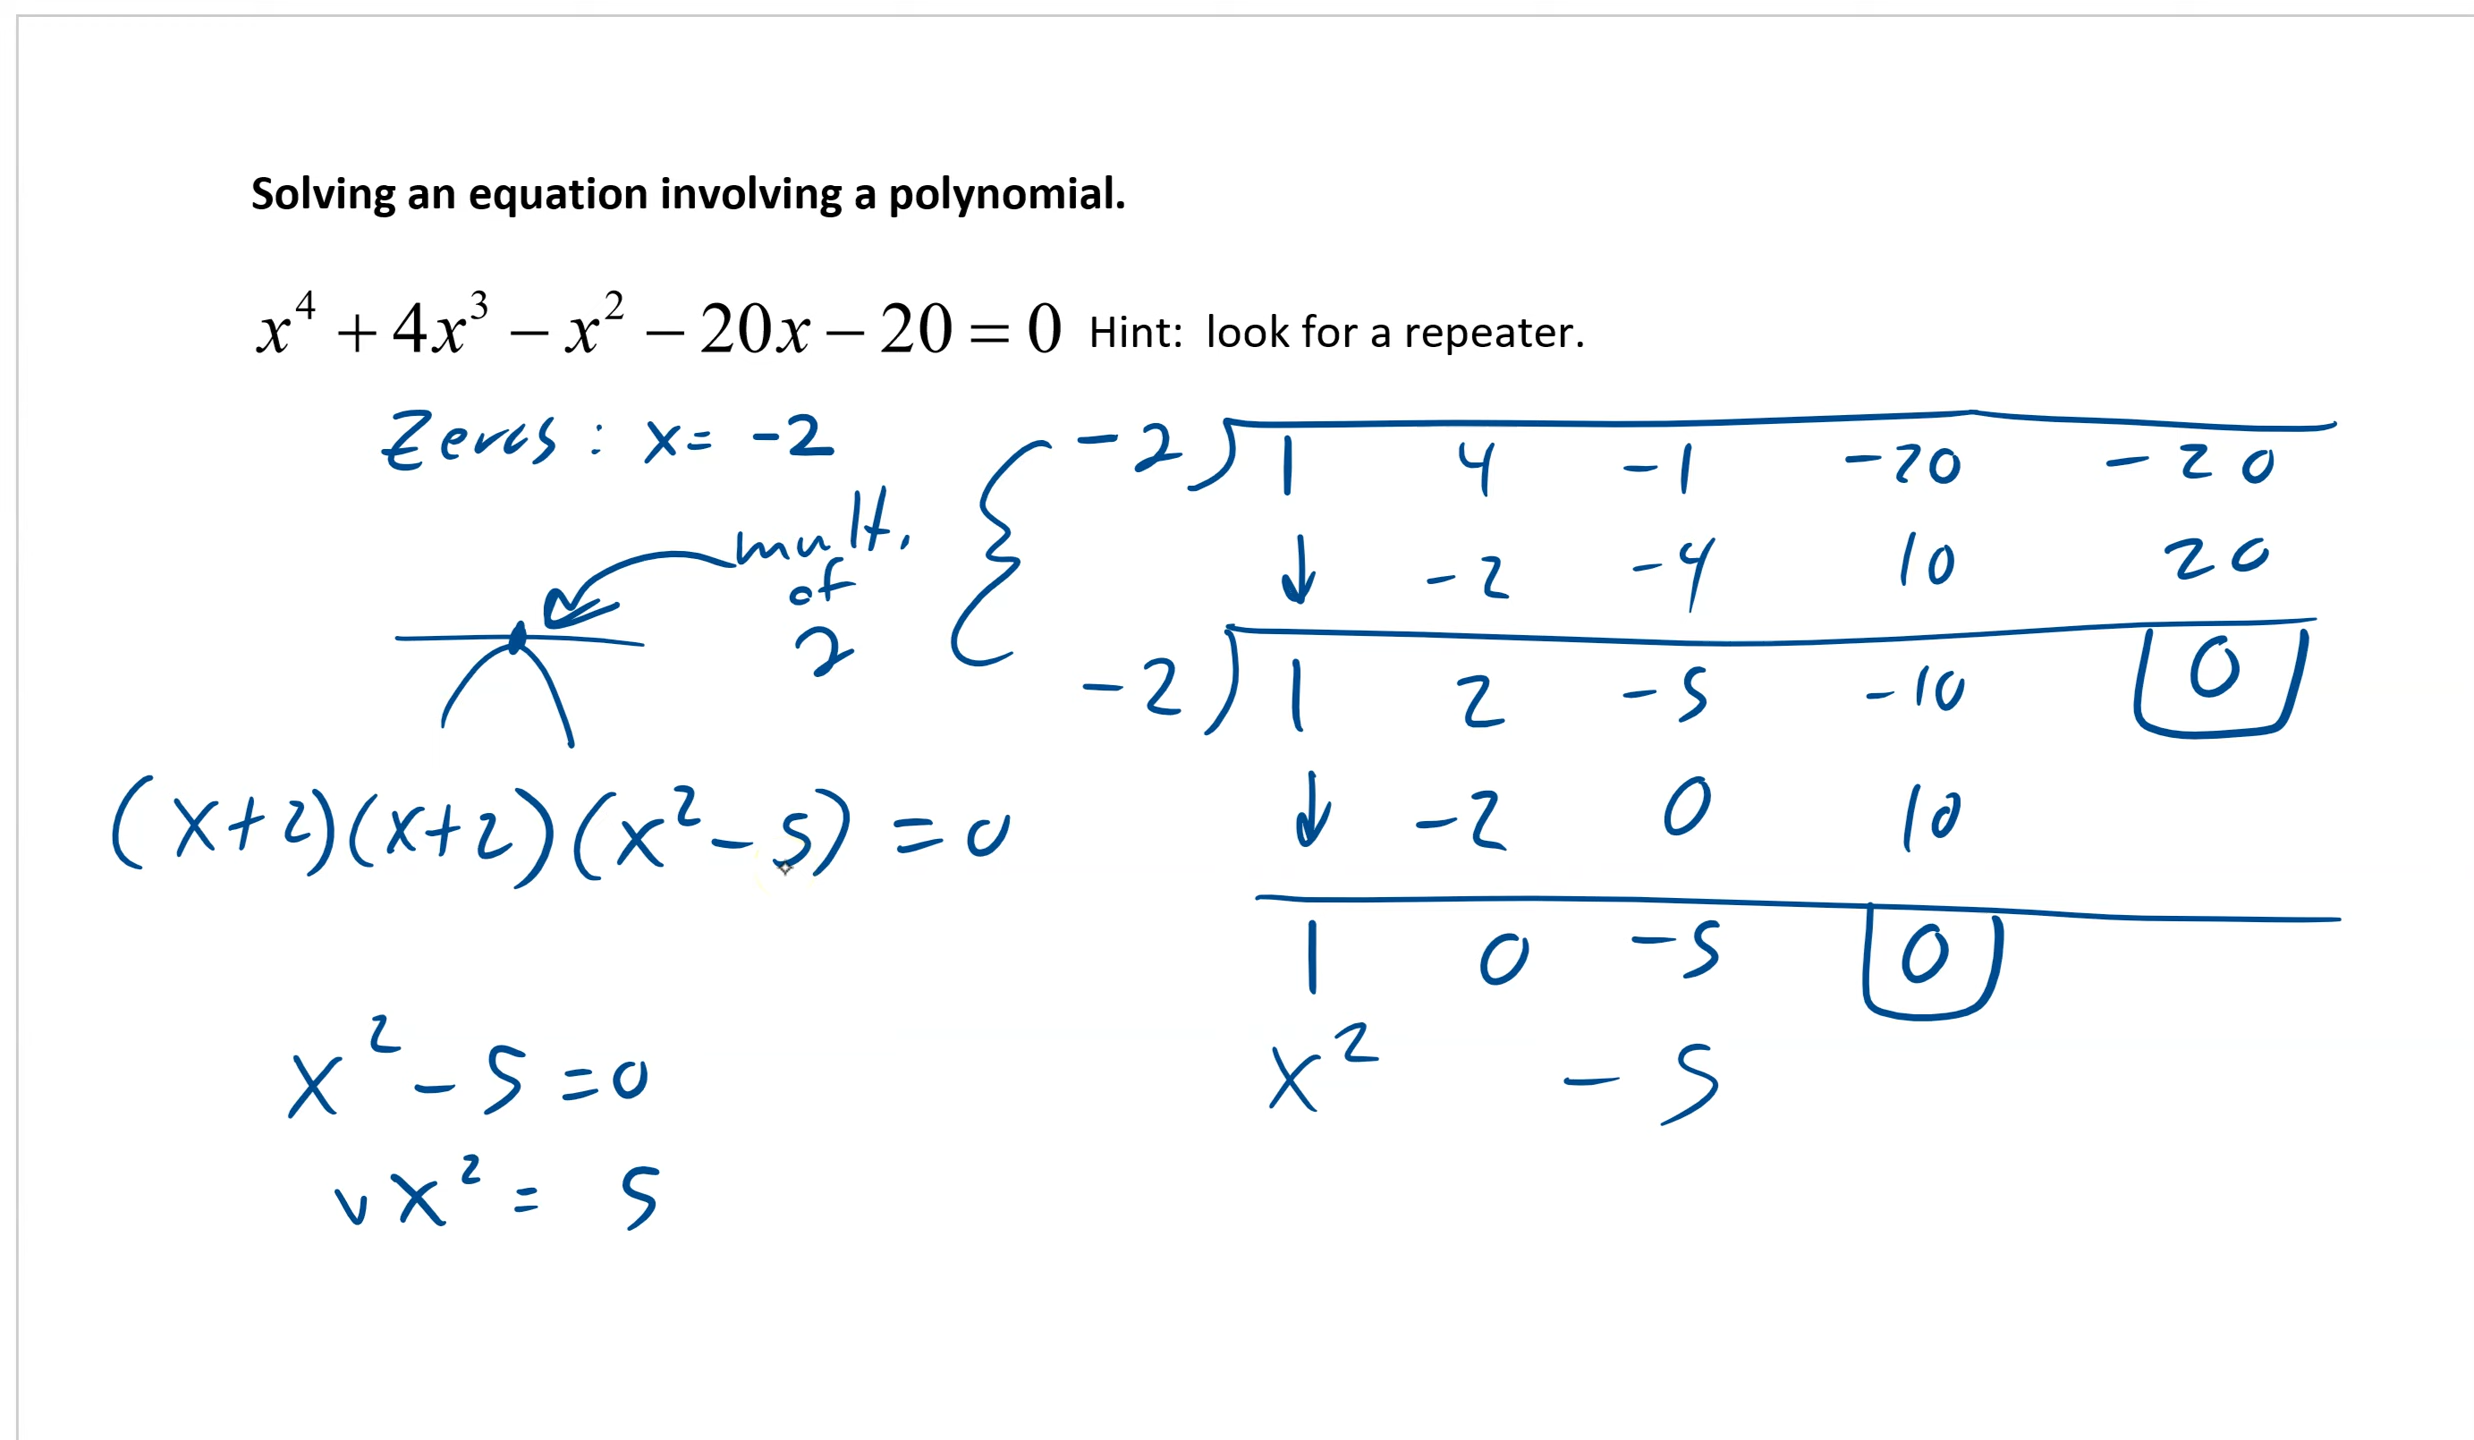 Solving an equation involving a polynomial.
x⁴ + 4x³ − x² − 20x − 20 = 0 Hint: look for a repeater.
Zeros : x = -2
mult.
of
2
(x+2)(x+2)(x²-5) = 0
x² - 5 = 0
√x² = 5
-2) 1 4 -1 -20 -20
↓ -2 -4 10 20
-2) 1 2 -5 -10 0
↓ -2 0 10
1 0 -5 0
x² - 5